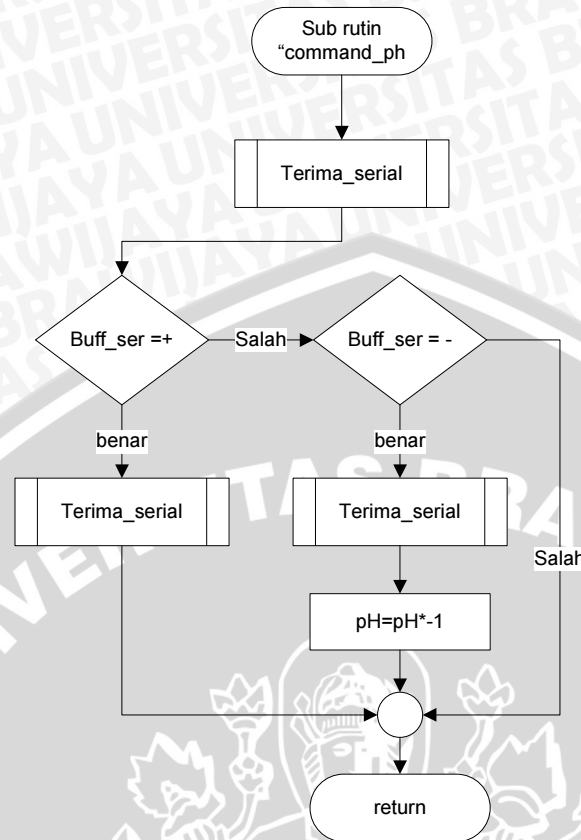 Sub rutin
“command_ph
Terima_serial
Buff_ser =+
Salah
Buff_ser = -
benar
benar
Terima_serial
Terima_serial
Salah
pH=pH*-1
return